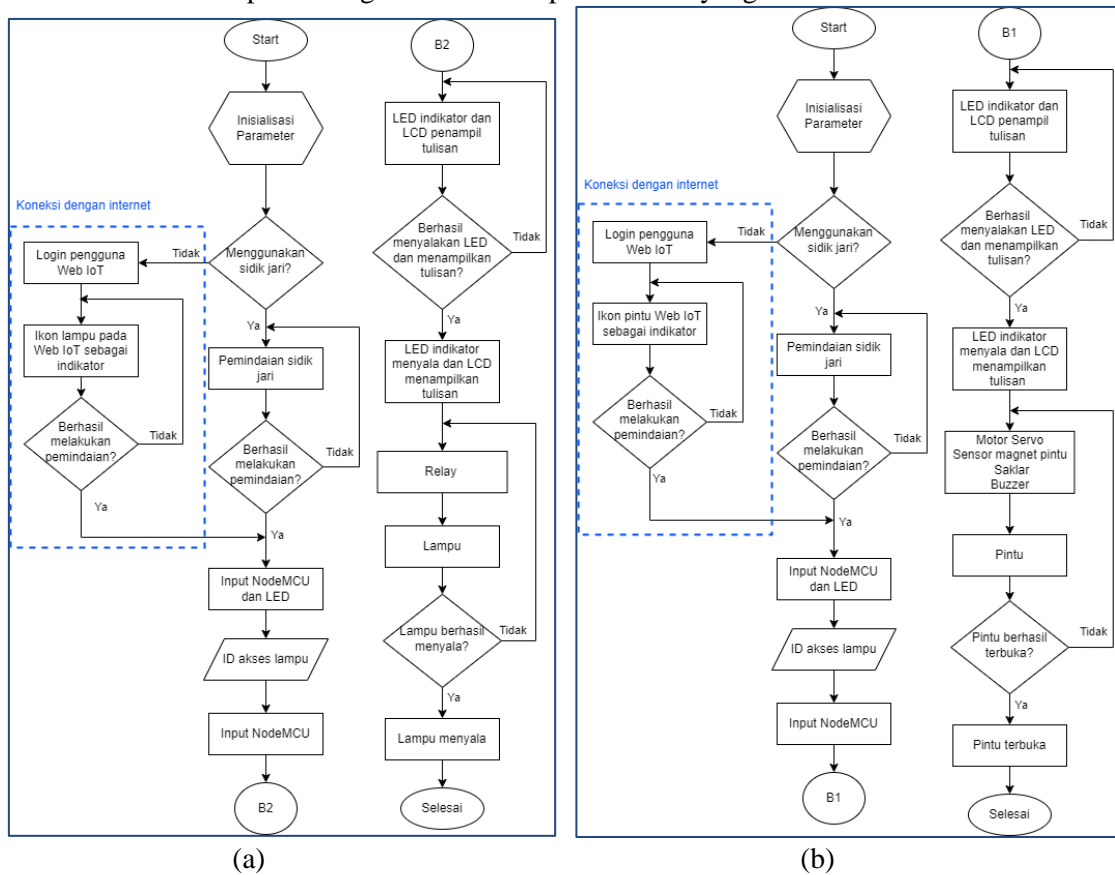 Start
Inisialisasi
Parameter
Koneksi dengan internet
Menggunakan
sidik jari?
Tidak
Login pengguna
Web IoT
Ikon lampu pada
Web IoT sebagai
indikator
Berhasil
melakukan
pemindaian?
Tidak
Ya
Ya
Pemindaian sidik
jari
Berhasil
melakukan
pemindaian?
Tidak
Ya
Input NodeMCU
dan LED
ID akses lampu
Input NodeMCU
B2
B2
LED indikator dan
LCD penampil
tulisan
Berhasil
menyalakan LED
dan menampilkan
tulisan?
Tidak
Ya
LED indikator
menyala dan LCD
menampilkan
tulisan
Relay
Lampu
Lampu berhasil
menyala?
Tidak
Ya
Lampu menyala
Selesai
(a)
Start
Inisialisasi
Parameter
Koneksi dengan internet
Menggunakan
sidik jari?
Tidak
Login pengguna
Web IoT
Ikon pintu Web IoT
sebagai indikator
Berhasil
melakukan
pemindaian?
Tidak
Ya
Ya
Pemindaian sidik
jari
Berhasil
melakukan
pemindaian?
Tidak
Ya
Input NodeMCU
dan LED
ID akses lampu
Input NodeMCU
B1
B1
LED indikator dan
LCD penampil
tulisan
Berhasil
menyalakan LED
dan menampilkan
tulisan?
Tidak
Ya
LED indikator
menyala dan LCD
menampilkan
tulisan
Motor Servo
Sensor magnet pintu
Saklar
Buzzer
Pintu
Pintu berhasil
terbuka?
Tidak
Ya
Pintu terbuka
Selesai
(b)